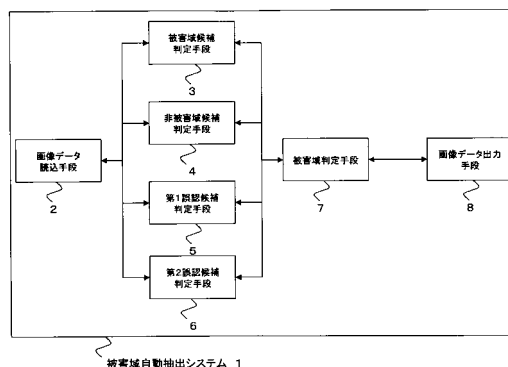 被害域候補
判定手段
3
非被害域候補
判定手段
4
画像データ
読込手段
2
第1誤認候補
判定手段
5
第2誤認候補
判定手段
6
被害域判定手段
7
画像データ出力
手段
8
被害域自動抽出システム 1